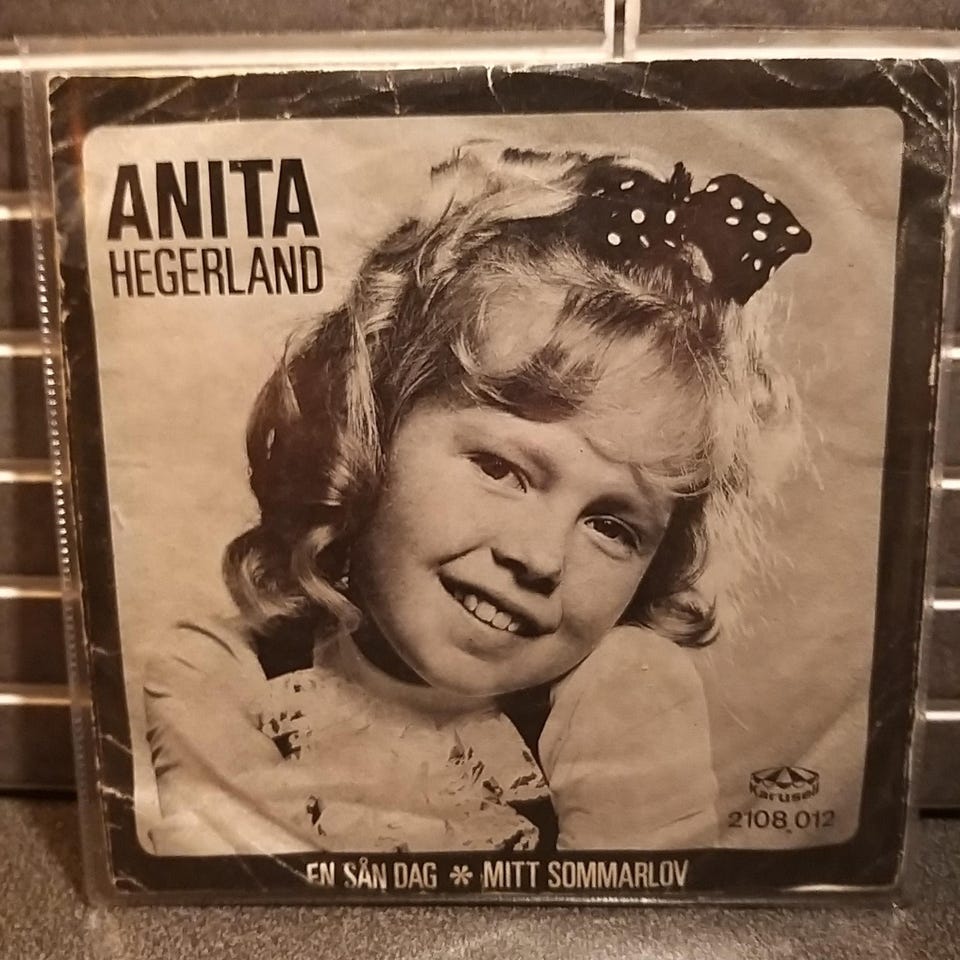 ANITA
HEGERLAND
Karusell
2108 012
EN SÅN DAG * MITT SOMMARLOV